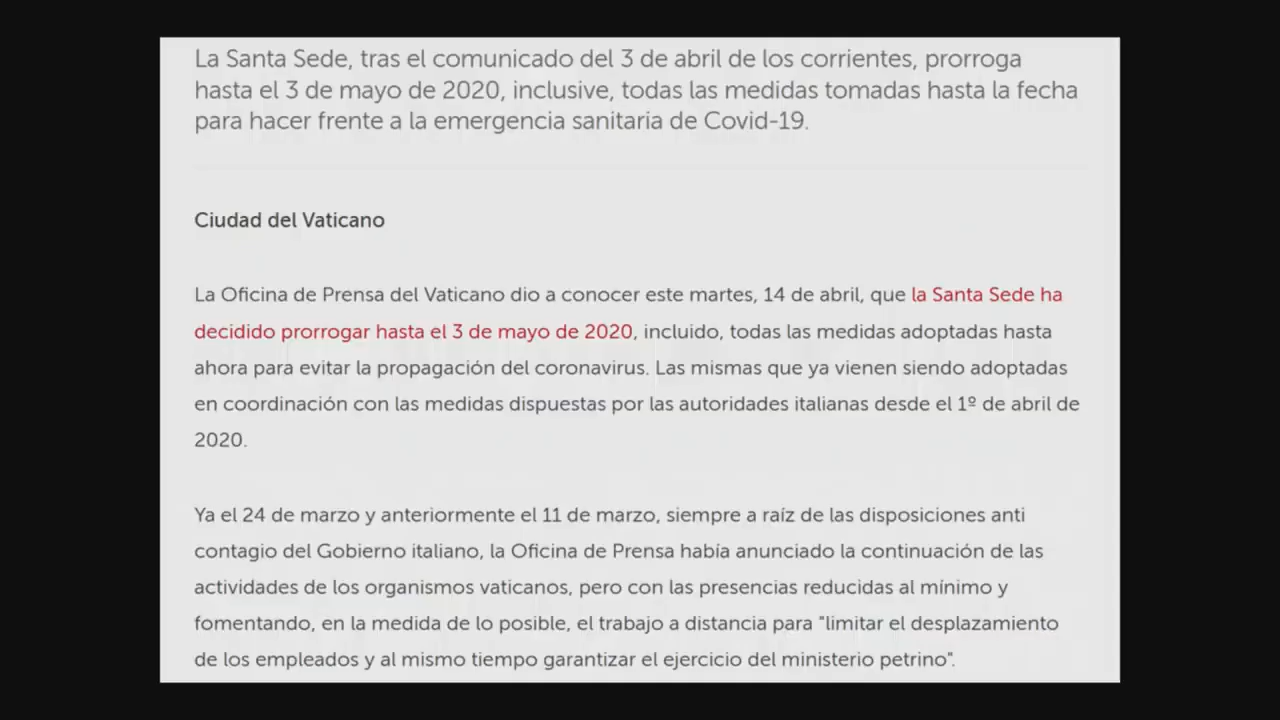 La Santa Sede, tras el comunicado del 3 de abril de los corrientes, prorroga
hasta el 3 de mayo de 2020, inclusive, todas las medidas tomadas hasta la fecha
para hacer frente a la emergencia sanitaria de Covid-19.
Ciudad del Vaticano
La Oficina de Prensa del Vaticano dio a conocer este martes, 14 de abril, que la Santa Sede ha
decidido prorrogar hasta el 3 de mayo de 2020, incluido, todas las medidas adoptadas hasta
ahora para evitar la propagación del coronavirus. Las mismas que ya vienen siendo adoptadas
en coordinación con las medidas dispuestas por las autoridades italianas desde el 1º de abril de
2020.
Ya el 24 de marzo y anteriormente el 11 de marzo, siempre a raíz de las disposiciones anti
contagio del Gobierno italiano, la Oficina de Prensa había anunciado la continuación de las
actividades de los organismos vaticanos, pero con las presencias reducidas al mínimo y
fomentando, en la medida de lo posible, el trabajo a distancia para "limitar el desplazamiento
de los empleados y al mismo tiempo garantizar el ejercicio del ministerio petrino".